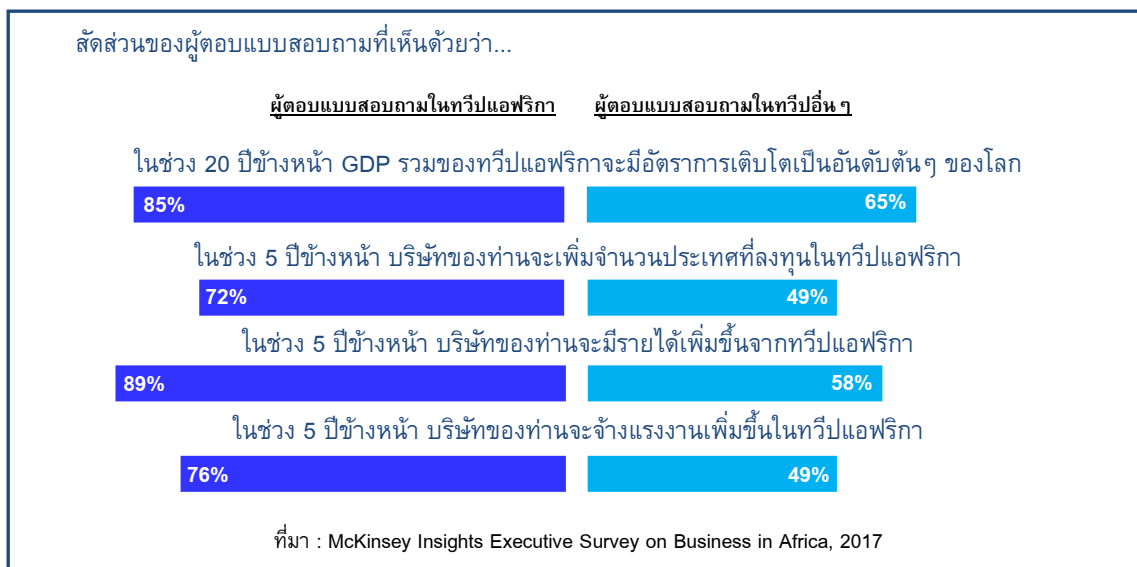 สัดส่วนของผู้ตอบแบบสอบถามที่เห็นด้วยว่า...
ผู้ตอบแบบสอบถามในทวีปแอฟริกา ผู้ตอบแบบสอบถามในทวีปอื่น ๆ
ในช่วง 20 ปีข้างหน้า GDP รวมของทวีปแอฟริกาจะมีอัตราการเติบโตเป็นอันดับต้น ๆ ของโลก
85% 65%
ในช่วง 5 ปีข้างหน้า บริษัทของท่านจะเพิ่มจำนวนประเทศที่ลงทุนในทวีปแอฟริกา
72% 49%
ในช่วง 5 ปีข้างหน้า บริษัทของท่านจะมีรายได้เพิ่มขึ้นจากทวีปแอฟริกา
89% 58%
ในช่วง 5 ปีข้างหน้า บริษัทของท่านจะจ้างแรงงานเพิ่มขึ้นในทวีปแอฟริกา
76% 49%
ที่มา : McKinsey Insights Executive Survey on Business in Africa, 2017